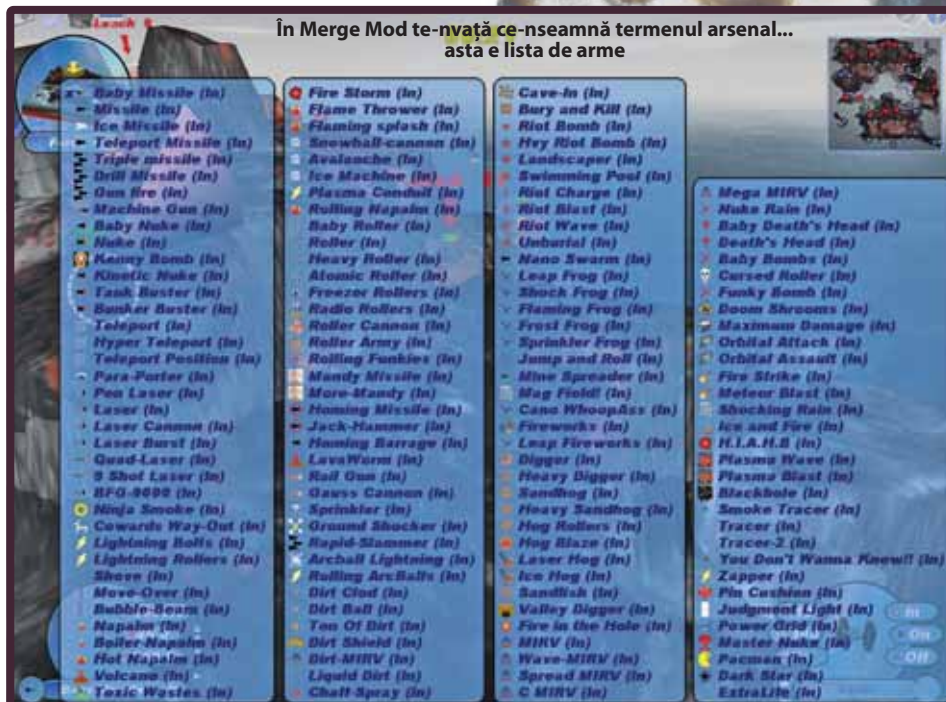 În Merge Mod te-nvață ce-nseamnă termenul arsenal...
asta e lista de arme
Baby Missile (In)
Missile (In)
Ice Missile (In)
Teleport Missile (In)
Triple missile (In)
Drill Missile (In)
Gun fire (In)
Machine Gun (In)
Baby Nuke (In)
Nuke (In)
Kenny Bomb (In)
Kinetic Nuke (In)
Tank Buster (In)
Bunker Buster (In)
Teleport (In)
Hyper Teleport (In)
Teleport Position (In)
Para-Porter (In)
Pen Laser (In)
Laser (In)
Laser Cannon (In)
Laser Burst (In)
Quad-Laser (In)
9 Shot Laser (In)
BFG-9000 (In)
Ninja Smoke (In)
Cowards Way-Out (In)
Lightning Bolts (In)
Lightning Rollers (In)
Shove (In)
Move-Over (In)
Bubble-Beam (In)
Napalm (In)
Boiler-Napalm (In)
Hot Napalm (In)
Volcano (In)
Toxic Wastes (In)
Fire Storm (In)
Flame Thrower (In)
Flaming splash (In)
Snowball-cannon (In)
Avalanche (In)
Ice Machine (In)
Plasma Conduit (In)
Rolling Napalm (In)
Baby Roller (In)
Roller (In)
Heavy Roller (In)
Atomic Roller (In)
Freezor Rollers (In)
Radio Rollers (In)
Roller Cannon (In)
Roller Army (In)
Rolling Funkies (In)
Mandy Missile (In)
More-Mandy (In)
Homing Missile (In)
Jack-Hammer (In)
Homing Barrage (In)
LavaWorm (In)
Rail Gun (In)
Gauss Cannon (In)
Sprinkler (In)
Ground Shocker (In)
Rapid-Slammer (In)
Arcball Lightning (In)
Rolling ArcBalls (In)
Dirt Clod (In)
Dirt Ball (In)
Ton Of Dirt (In)
Dirt Shield (In)
Dirt-MIRV (In)
Liquid Dirt (In)
Chaff-Spray (In)
Cave-In (In)
Bury and Kill (In)
Riot Bomb (In)
Hvy Riot Bomb (In)
Landscaper (In)
Swimming Pool (In)
Riot Charge (In)
Riot Blast (In)
Riot Wave (In)
Unburial (In)
Nano Swarm (In)
Leap Frog (In)
Shock Frog (In)
Flaming Frog (In)
Frost Frog (In)
Sprinkler Frog (In)
Jump and Roll (In)
Mine Spreader (In)
Mag Field! (In)
Cano WhoopAss (In)
Fireworks (In)
Leap Fireworks (In)
Digger (In)
Heavy Digger (In)
Sandhog (In)
Heavy Sandhog (In)
Hog Rollers (In)
Hog Blaze (In)
Laser Hog (In)
Ice Hog (In)
Sandfish (In)
Valley Digger (In)
Fire in the Hole (In)
MIRV (In)
Wave-MIRV (In)
Spread MIRV (In)
C MIRV (In)
Mega MIRV (In)
Nuke Rain (In)
Baby Death's Head (In)
Death's Head (In)
Baby Bombs (In)
Cursed Roller (In)
Funky Bomb (In)
Doom Shrooms (In)
Maximum Damage (In)
Orbital Attack (In)
Orbital Assault (In)
Fire Strike (In)
Meteor Blast (In)
Shocking Rain (In)
Ice and Fire (In)
H.I.A.H.B (In)
Plasma Wave (In)
Plasma Blast (In)
Blackhole (In)
Smoke Tracer (In)
Tracer (In)
Tracer-2 (In)
You Don't Wanna Know!! (In)
Zapper (In)
Pin Cushion (In)
Judgment Light (In)
Power Grid (In)
Master Nuke (In)
Pacman (In)
Dark Star (In)
ExtraLife (In)
On
Off